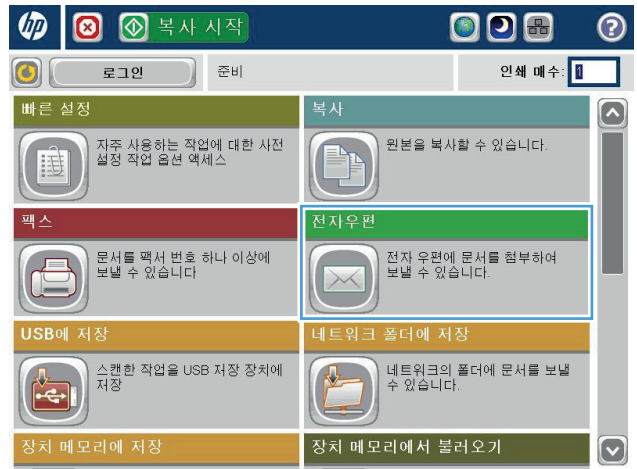 hp 복사 시작 ?
로그인 준비 인쇄 매수: 1
빠른 설정
자주 사용하는 작업에 대한 사전
설정 작업 옵션 액세스
복사
원본을 복사할 수 있습니다.
팩스
문서를 팩서 번호 하나 이상에
보낼 수 있습니다
전자우편
전자 우편에 문서를 첨부하여
보낼 수 있습니다.
USB에 저장
스캔한 작업을 USB 저장 장치에
저장
네트워크 폴더에 저장
네트워크의 폴더에 문서를 보낼
수 있습니다.
장치 메모리에 저장
장치 메모리에서 불러오기